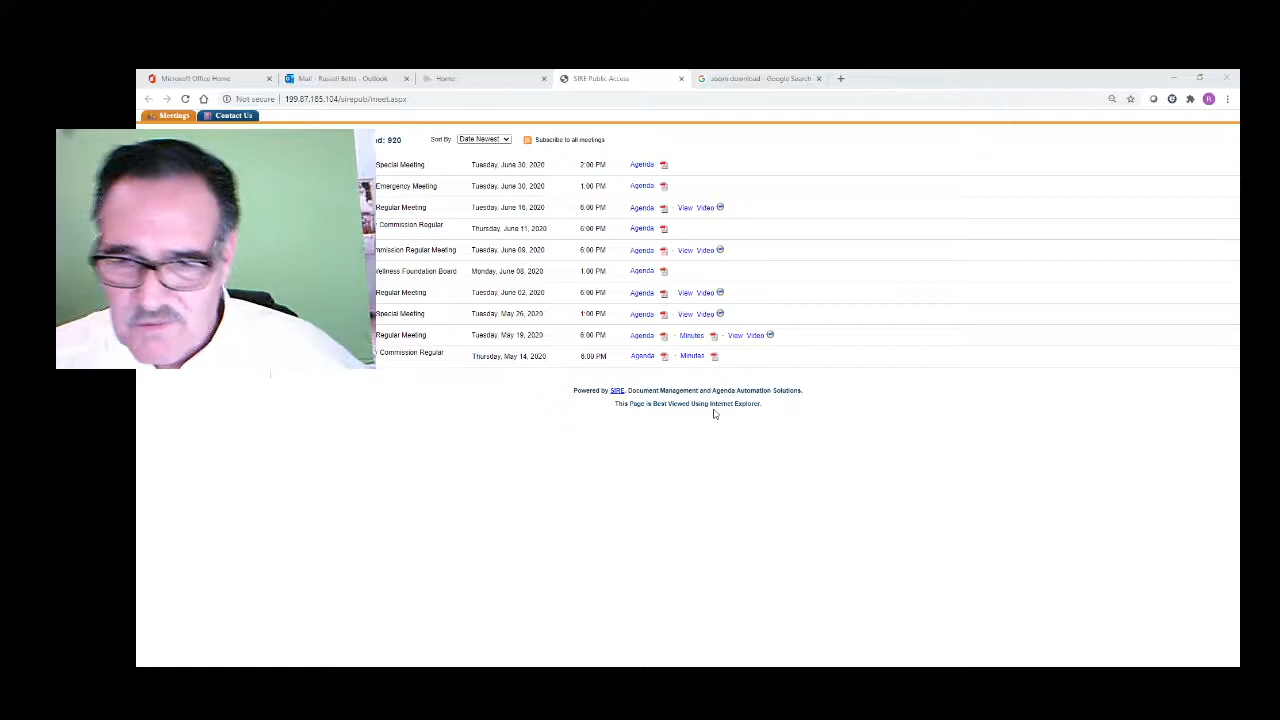 Microsoft Office Home Mail - Russell Betts - Outlook Home SIRE Public Access zoom download - Google Search
Not secure 199.87.185.104/sirepub/meet.aspx R
Meetings Contact Us
d: 920 Sort By: Date Newest Subscribe to all meetings
Special Meeting Tuesday, June 30, 2020 2:00 PM Agenda
Emergency Meeting Tuesday, June 30, 2020 1:00 PM Agenda
Regular Meeting Tuesday, June 16, 2020 6:00 PM Agenda - View Video
Commission Regular Thursday, June 11, 2020 6:00 PM Agenda
mmission Regular Meeting Tuesday, June 09, 2020 6:00 PM Agenda - View Video
Wellness Foundation Board Monday, June 08, 2020 1:00 PM Agenda
Regular Meeting Tuesday, June 02, 2020 6:00 PM Agenda - View Video
Special Meeting Tuesday, May 26, 2020 1:00 PM Agenda - View Video
Regular Meeting Tuesday, May 19, 2020 6:00 PM Agenda - Minutes - View Video
Commission Regular Thursday, May 14, 2020 6:00 PM Agenda - Minutes
Powered by SIRE, Document Management and Agenda Automation Solutions.
This Page is Best Viewed Using Internet Explorer.